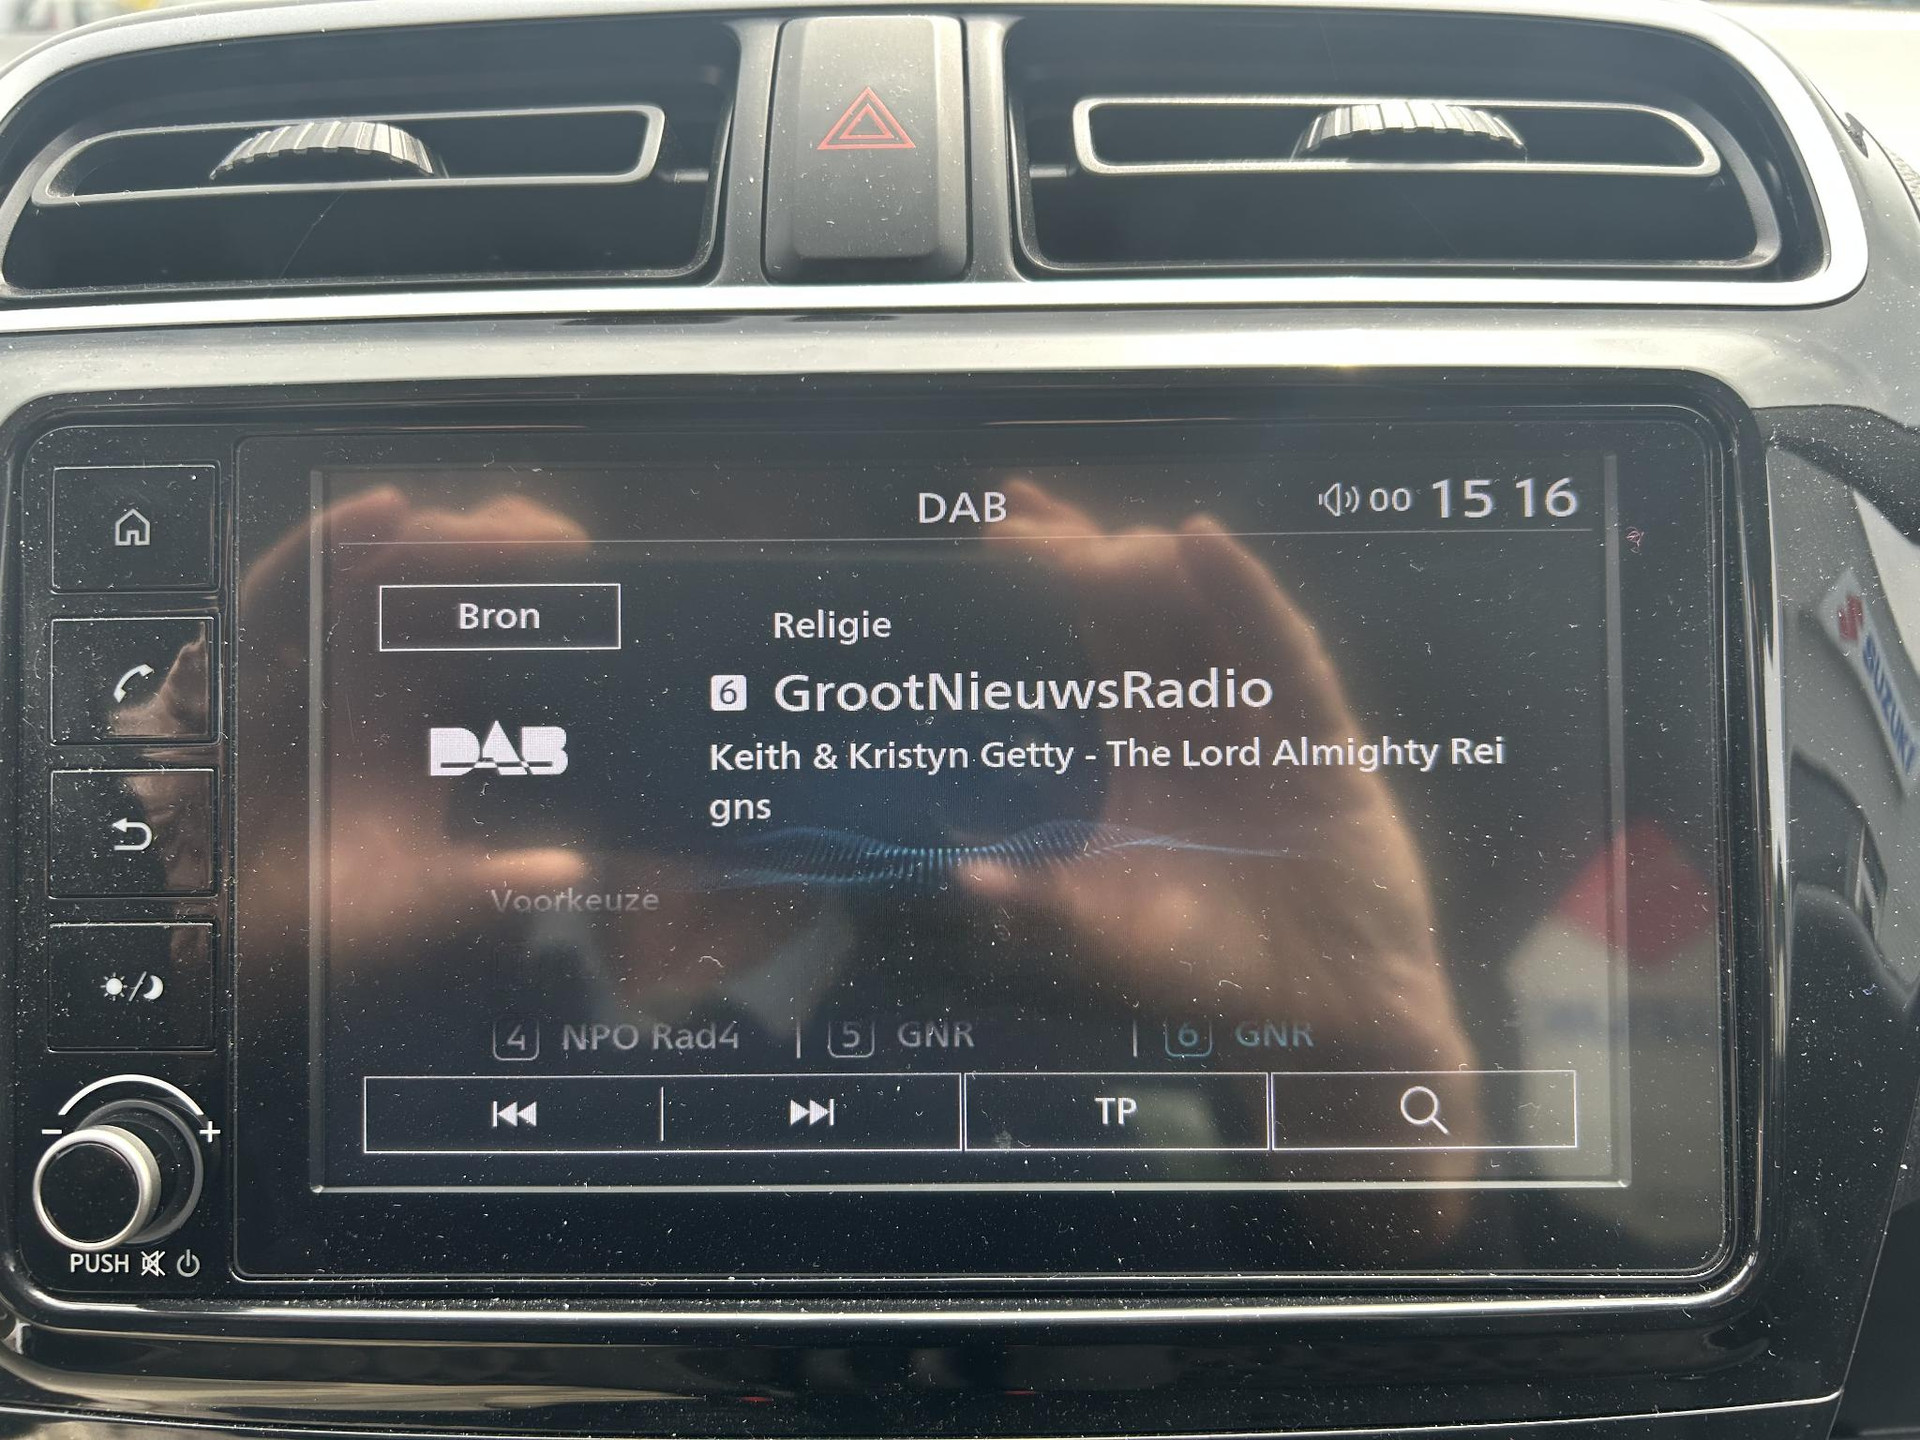 DAB
00 15 16
Bron
Religie
6 GrootNieuwsRadio
DAB
Keith & Kristyn Getty - The Lord Almighty Rei
gns
Voorkeuze
4 NPO Rad4 | 5 GNR | 6 GNR
TP
- +
PUSH
SUZUKI